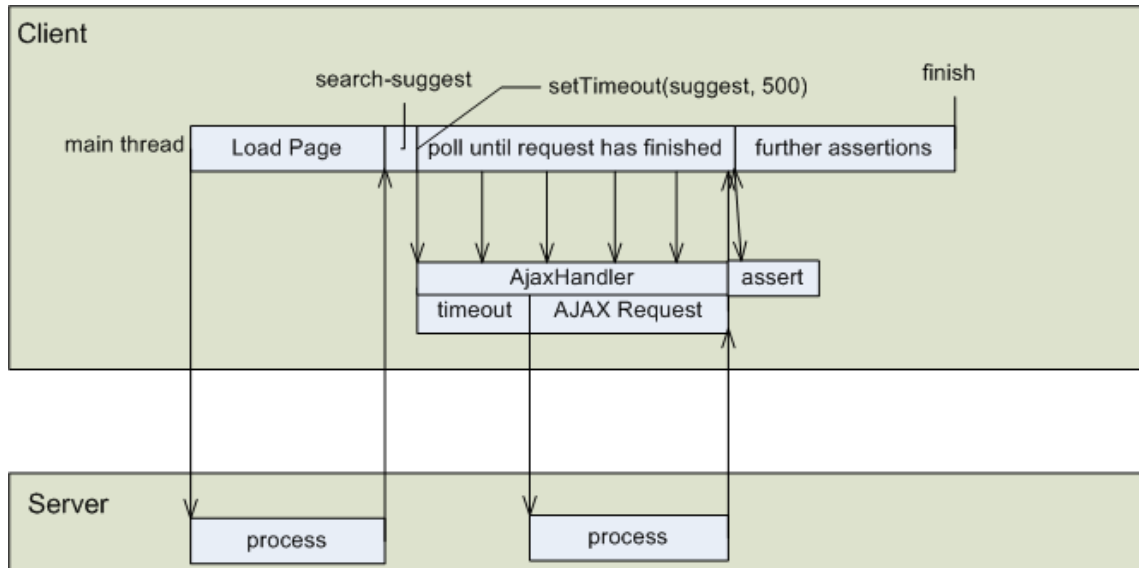 Client
search-suggest
setTimeout(suggest, 500)
finish
main thread
Load Page
poll until request has finished
further assertions
AjaxHandler
assert
timeout
AJAX Request
Server
process
process